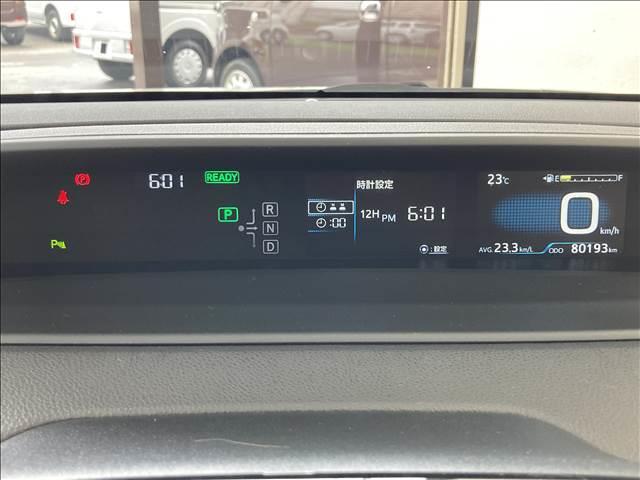 6:01 READY
P
R
N
D
時計設定
:00
12H PM 6:01
:設定
23℃
E F
0 km/h
AVG. 23.3 km/L ODO 80193 km
(P)
P